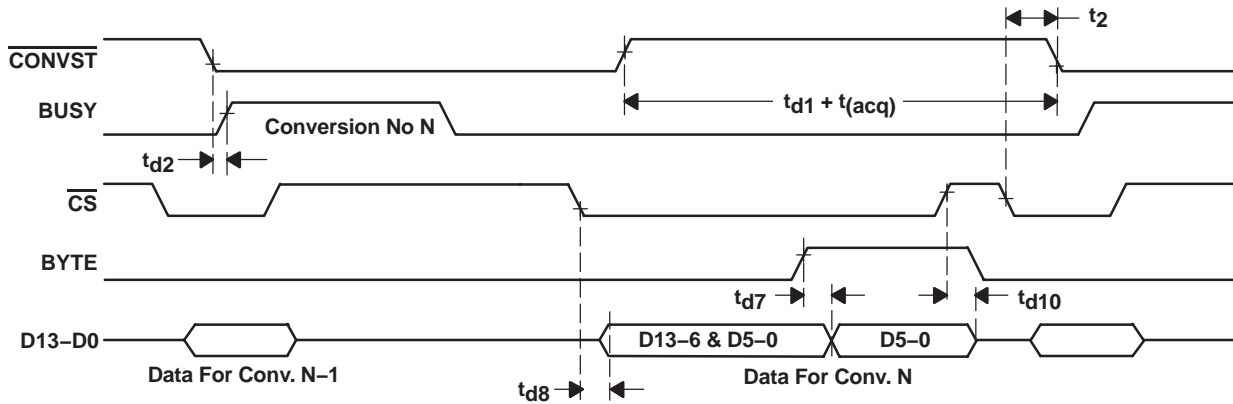 t2
CONVST
td1 + t(acq)
BUSY
Conversion No N
td2
CS
BYTE
td7
td10
D13–D0
D13–6 & D5–0
D5–0
Data For Conv. N–1
Data For Conv. N
td8